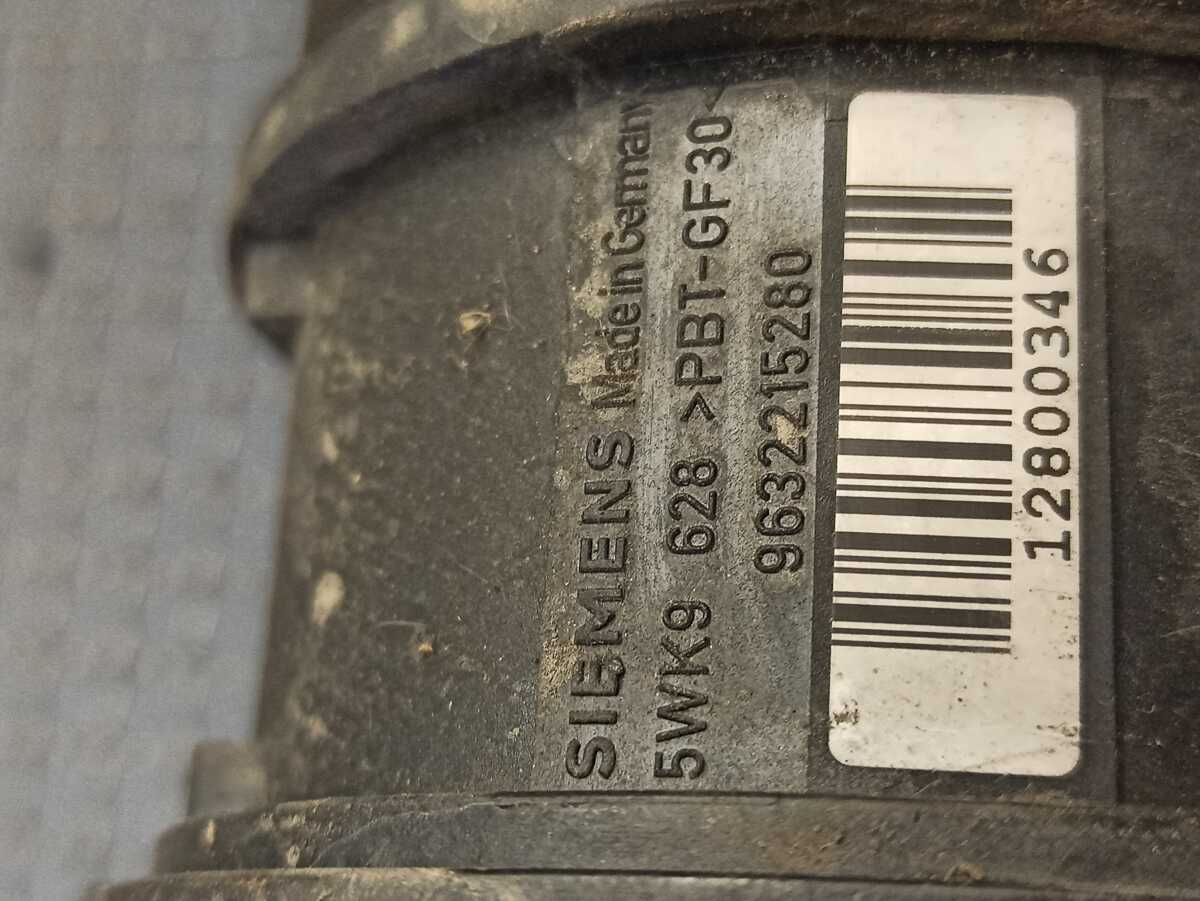 SIEMENS Made in Germany
5WK9 628 >PBT-GF30<
9632215280
12800346